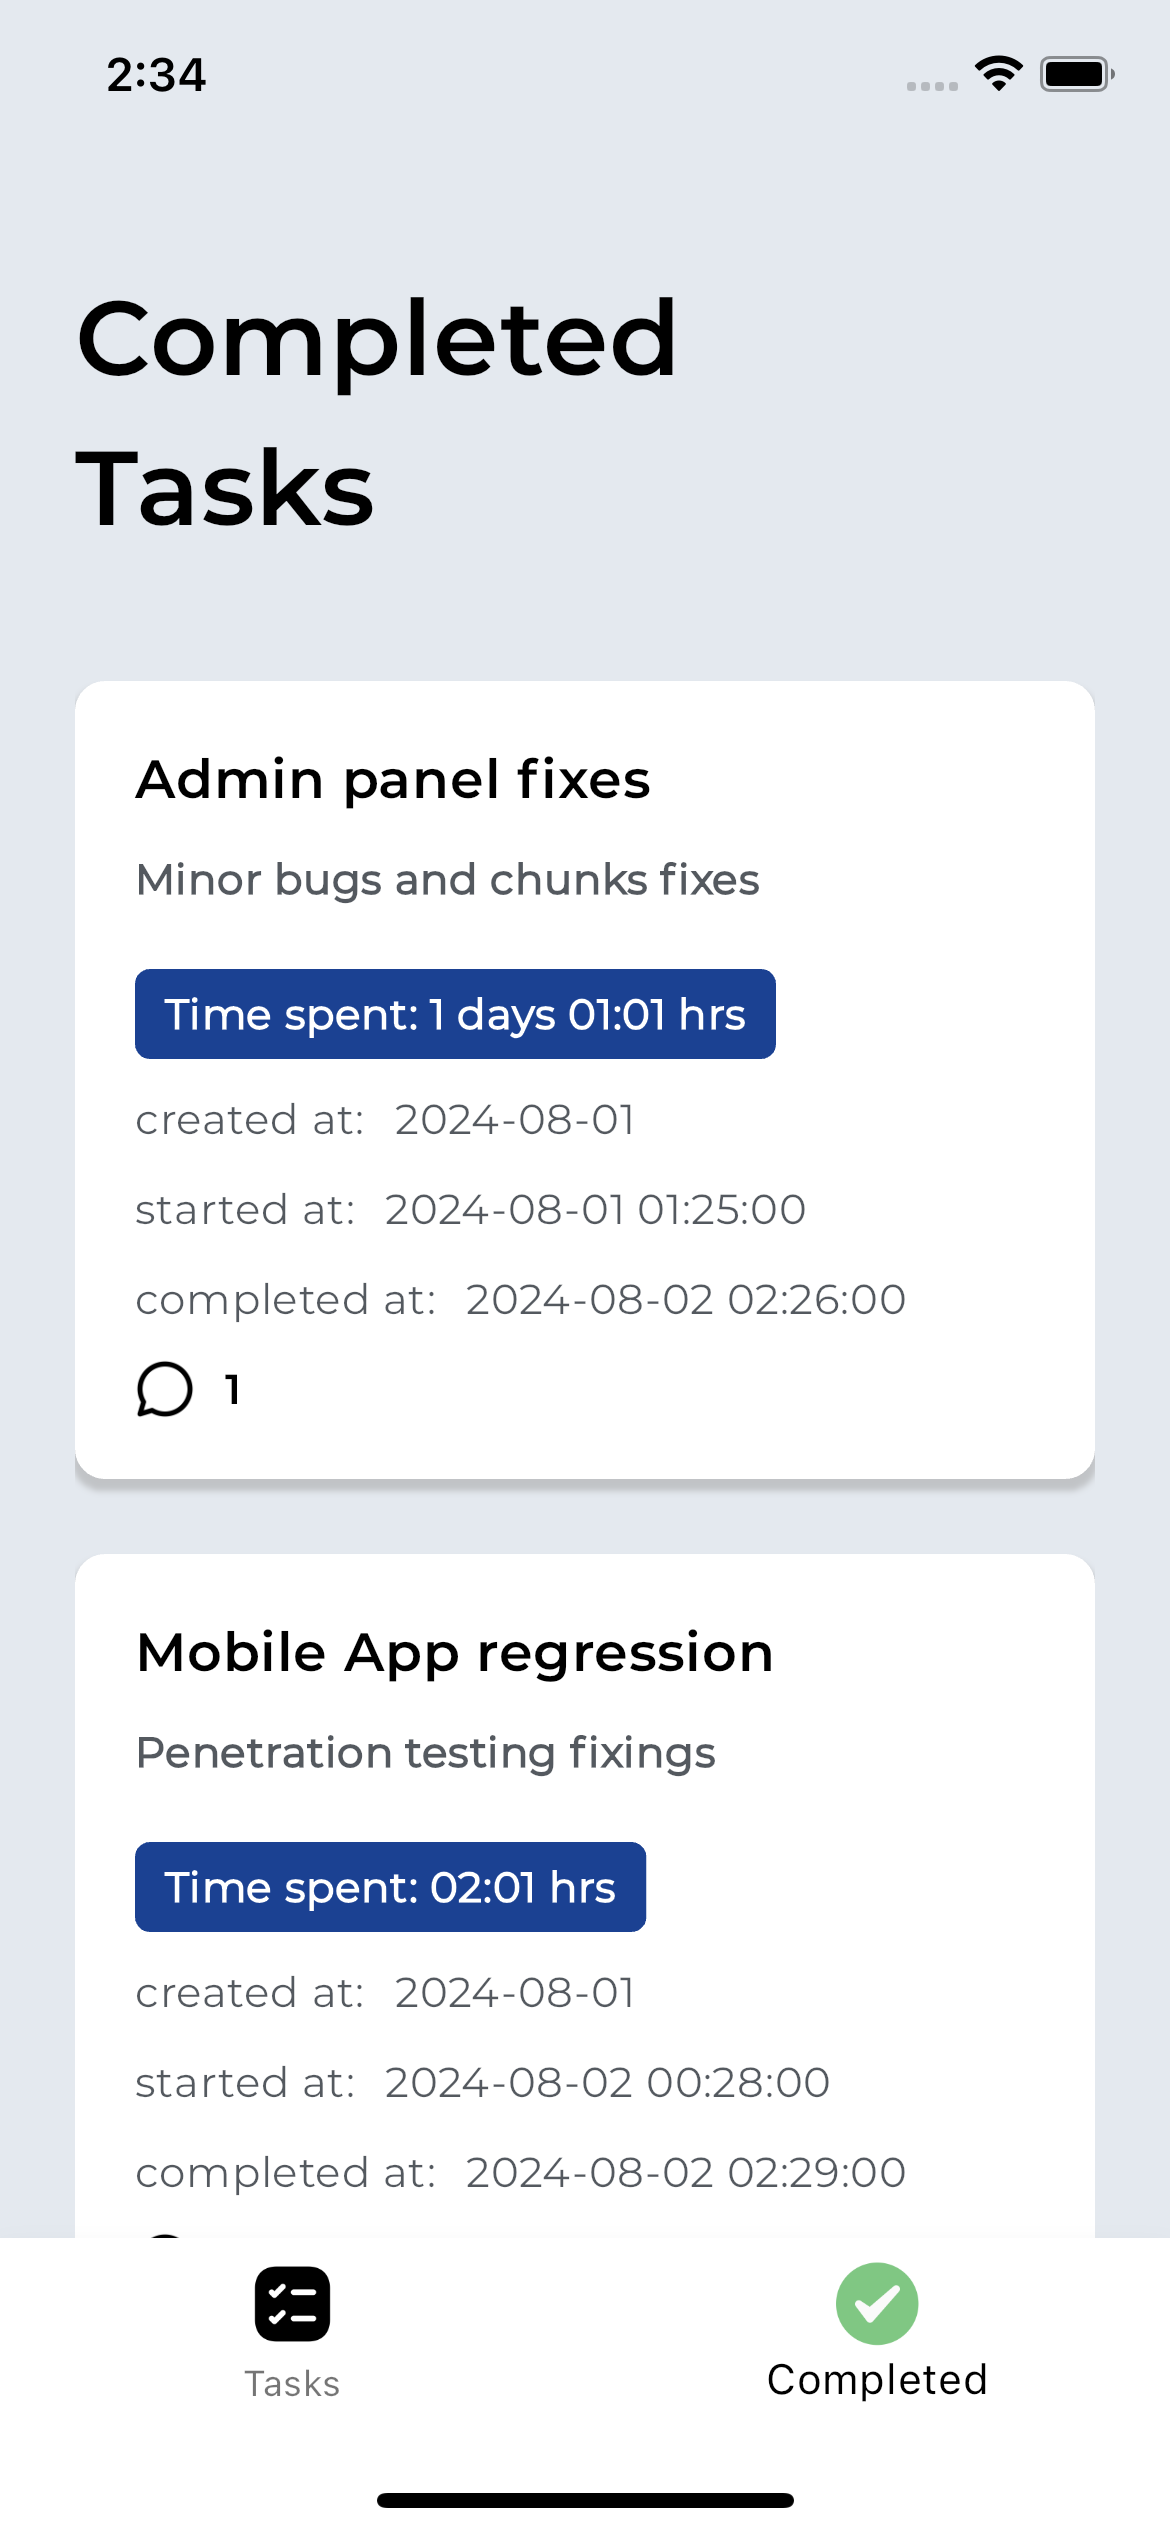 2:34
Completed
Tasks
Admin panel fixes
Minor bugs and chunks fixes
Time spent: 1 days 01:01 hrs
created at: 2024-08-01
started at: 2024-08-01 01:25:00
completed at: 2024-08-02 02:26:00
1
Mobile App regression
Penetration testing fixings
Time spent: 02:01 hrs
created at: 2024-08-01
started at: 2024-08-02 00:28:00
completed at: 2024-08-02 02:29:00
Tasks
Completed